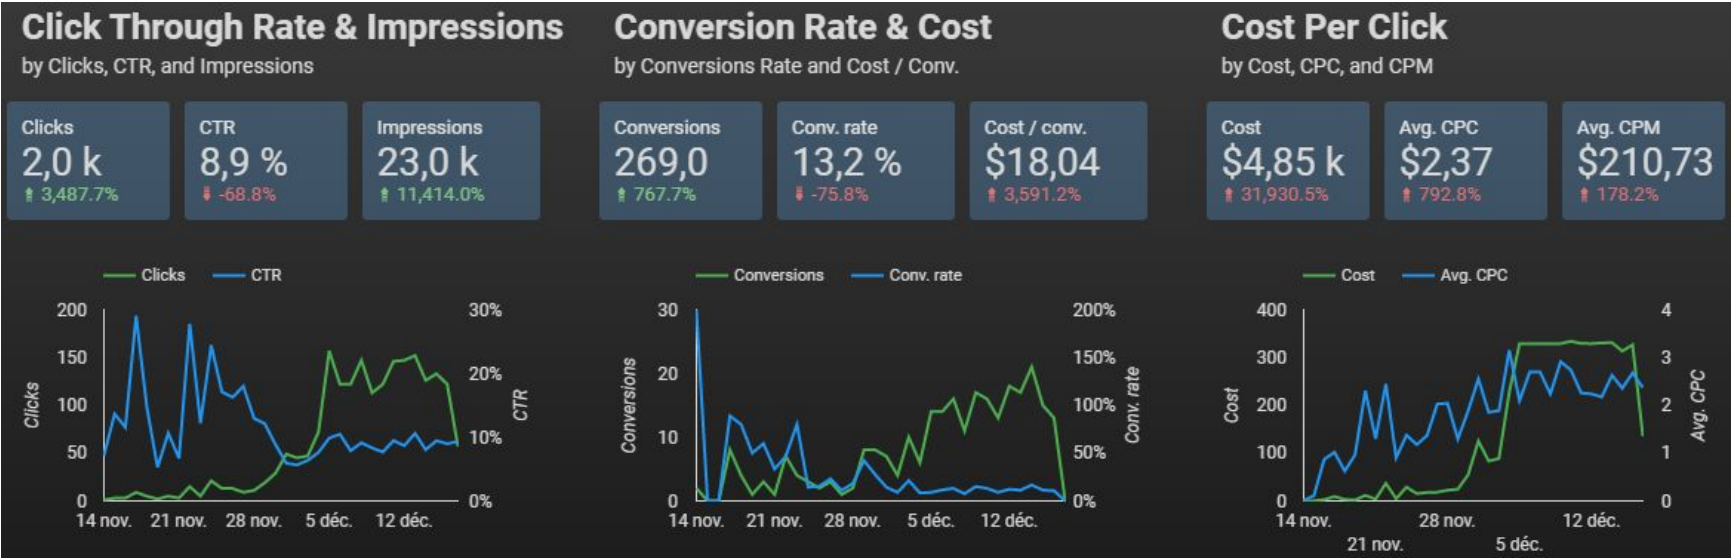 Click Through Rate & Impressions
by Clicks, CTR, and Impressions
Clicks
2,0 k
3,487.7%
CTR
8,9 %
-68.8%
Impressions
23,0 k
11,414.0%
Clicks
CTR
200
150
100
50
0
Clicks
30%
20%
10%
0%
CTR
14 nov.
21 nov.
28 nov.
5 déc.
12 déc.
Conversion Rate & Cost
by Conversions Rate and Cost / Conv.
Conversions
269,0
767.7%
Conv. rate
13,2 %
-75.8%
Cost / conv.
$18,04
3,591.2%
Conversions
Conv. rate
30
20
10
0
Conversions
200%
150%
100%
50%
0%
Conv. rate
14 nov.
21 nov.
28 nov.
5 déc.
12 déc.
Cost Per Click
by Cost, CPC, and CPM
Cost
$4,85 k
31,930.5%
Avg. CPC
$2,37
792.8%
Avg. CPM
$210,73
178.2%
Cost
Avg. CPC
400
300
200
100
0
Cost
4
3
2
1
0
Avg. CPC
14 nov.
21 nov.
28 nov.
5 déc.
12 déc.